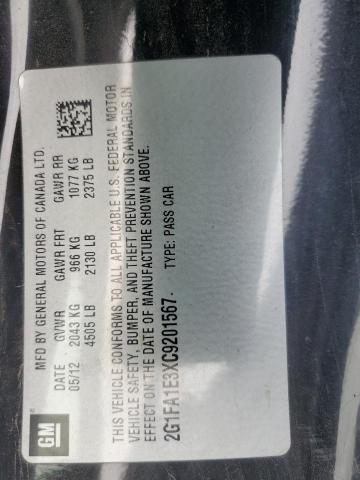 GM
MFD BY GENERAL MOTORS OF CANADA LTD.
DATE GVWR GAWR FRT GAWR RR
05/12 2043 KG 966 KG 1077 KG
4505 LB 2130 LB 2375 LB
THIS VEHICLE CONFORMS TO ALL APPLICABLE U.S. FEDERAL MOTOR
VEHICLE SAFETY, BUMPER, AND THEFT PREVENTION STANDARDS IN
EFFECT ON THE DATE OF MANUFACTURE SHOWN ABOVE.
2G1FA1E3XC9201567 TYPE: PASS CAR